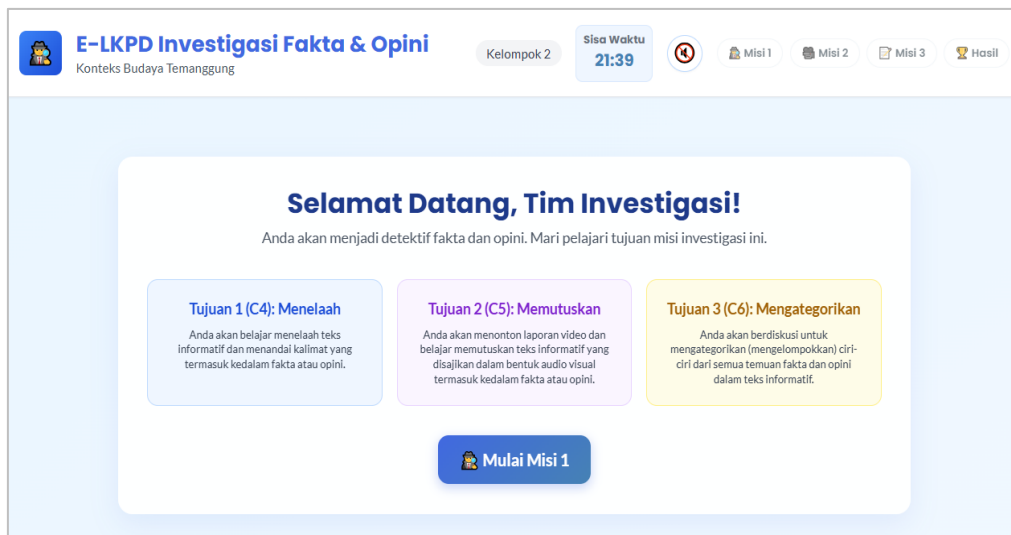 E-LKPD Investigasi Fakta & Opini
Konteks Budaya Temanggung
Kelompok 2
Sisa Waktu
21:39
Misi 1
Misi 2
Misi 3
Hasil
Selamat Datang, Tim Investigasi!
Anda akan menjadi detektif fakta dan opini. Mari pelajari tujuan misi investigasi ini.
Tujuan 1 (C4): Menelaah
Anda akan belajar menelaah teks
informatif dan menandai kalimat yang
termasuk kedalam fakta atau opini.
Tujuan 2 (C5): Memutuskan
Anda akan menonton laporan video dan
belajar memutuskan teks informatif yang
disajikan dalam bentuk audio visual
termasuk kedalam fakta atau opini.
Tujuan 3 (C6): Mengategorikan
Anda akan berdiskusi untuk
mengategorikan (mengelompokkan) ciri-
ciri dari semua temuan fakta dan opini
dalam teks informatif.
Mulai Misi 1